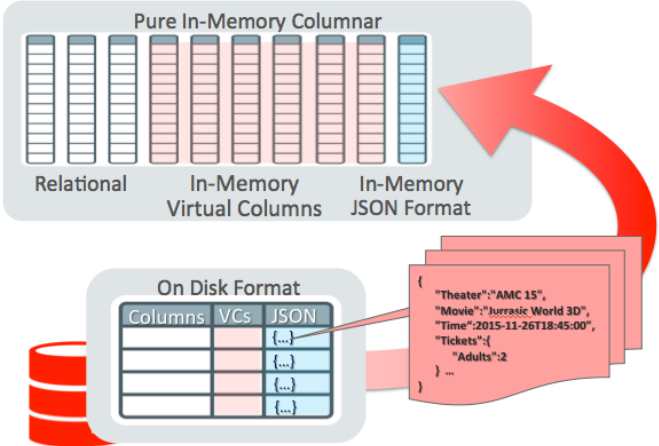 Pure In-Memory Columnar
Relational
In-Memory
Virtual Columns
In-Memory
JSON Format
On Disk Format
Columns VCs JSON
{...}
{...}
{...}
{...}
{
"Theater":"AMC 15",
"Movie":"Jurrasic World 3D",
"Time":2015-11-26T18:45:00",
"Tickets":{
"Adults":2
} ...
}